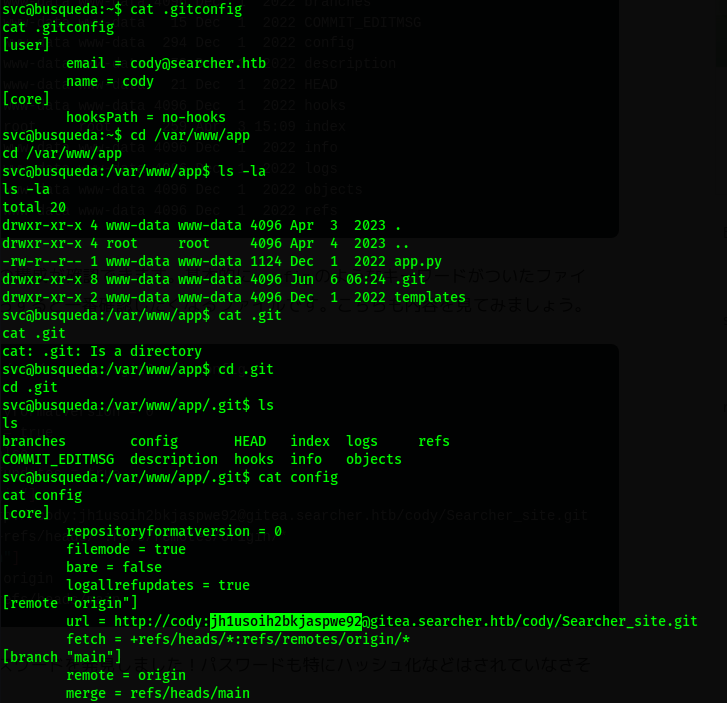 svc@busqueda:~$ cat .gitconfig
cat .gitconfig
[user]
        email = cody@searcher.htb
        name = cody
[core]
        hooksPath = no-hooks
svc@busqueda:~$ cd /var/www/app
cd /var/www/app
svc@busqueda:/var/www/app$ ls -la
ls -la
total 20
drwxr-xr-x 4 www-data www-data 4096 Apr  3  2023 .
drwxr-xr-x 4 root     root     4096 Apr  4  2023 ..
-rw-r--r-- 1 www-data www-data 1124 Dec  1  2022 app.py
drwxr-xr-x 8 www-data www-data 4096 Jun  6 06:24 .git
drwxr-xr-x 2 www-data www-data 4096 Dec  1  2022 templates
svc@busqueda:/var/www/app$ cat .git
cat .git
cat: .git: Is a directory
svc@busqueda:/var/www/app$ cd .git
cd .git
svc@busqueda:/var/www/app/.git$ ls
ls
branches        config       HEAD   index  logs     refs
COMMIT_EDITMSG  description  hooks  info   objects
svc@busqueda:/var/www/app/.git$ cat config
cat config
[core]
        repositoryformatversion = 0
        filemode = true
        bare = false
        logallrefupdates = true
[remote "origin"]
        url = http://cody:jh1usoih2bkjaspwe92@gitea.searcher.htb/cody/Searcher_site.git
        fetch = +refs/heads/*:refs/remotes/origin/*
[branch "main"]
        remote = origin
        merge = refs/heads/main